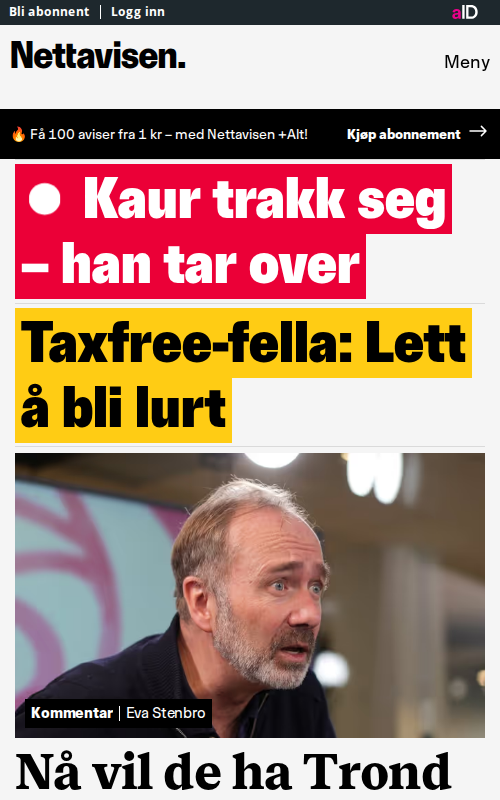 Bli abonnent | Logg inn
aID
Nettavisen.
Meny
🔥 Få 100 aviser fra 1 kr – med Nettavisen +Alt!
Kjøp abonnement →
Kaur trakk seg
– han tar over
Taxfree-fella: Lett
å bli lurt
Kommentar | Eva Stenbro
Nå vil de ha Trond